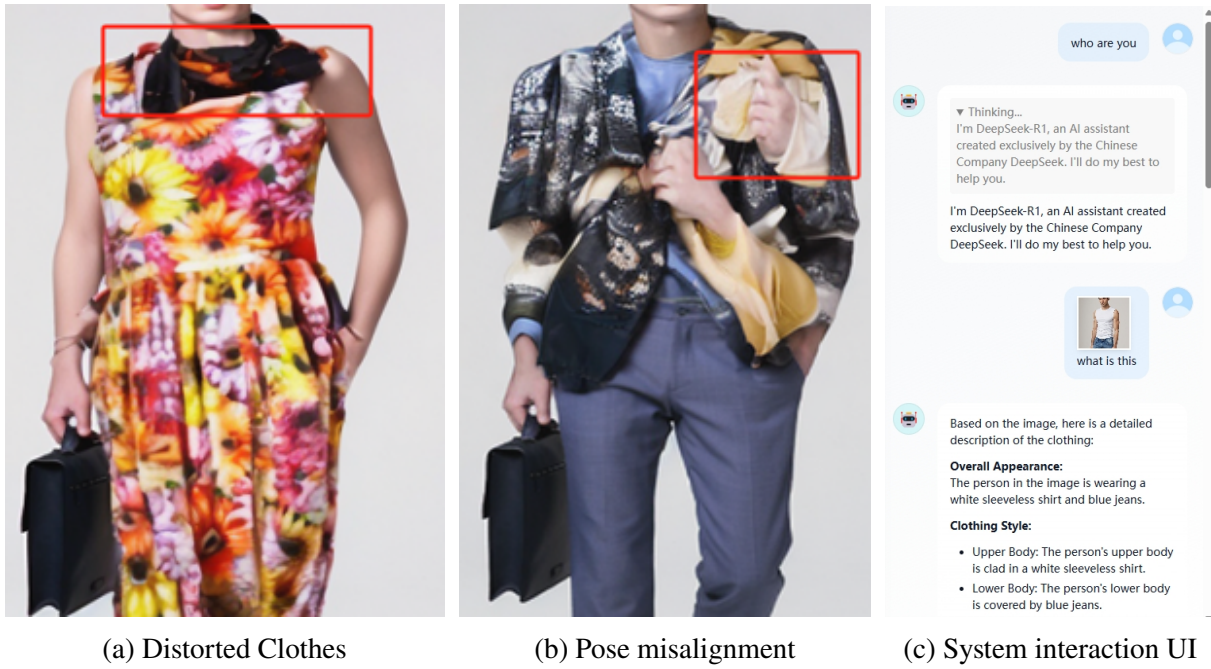 who are you
▼ Thinking...
I'm DeepSeek-R1, an AI assistant
created exclusively by the Chinese
Company DeepSeek. I'll do my best to
help you.
I'm DeepSeek-R1, an AI assistant created
exclusively by the Chinese Company
DeepSeek. I'll do my best to help you.
what is this
Based on the image, here is a detailed
description of the clothing:
Overall Appearance:
The person in the image is wearing a
white sleeveless shirt and blue jeans.
Clothing Style:
• Upper Body: The person's upper body
is clad in a white sleeveless shirt.
• Lower Body: The person's lower body
is covered by blue jeans.
(a) Distorted Clothes
(b) Pose misalignment
(c) System interaction UI